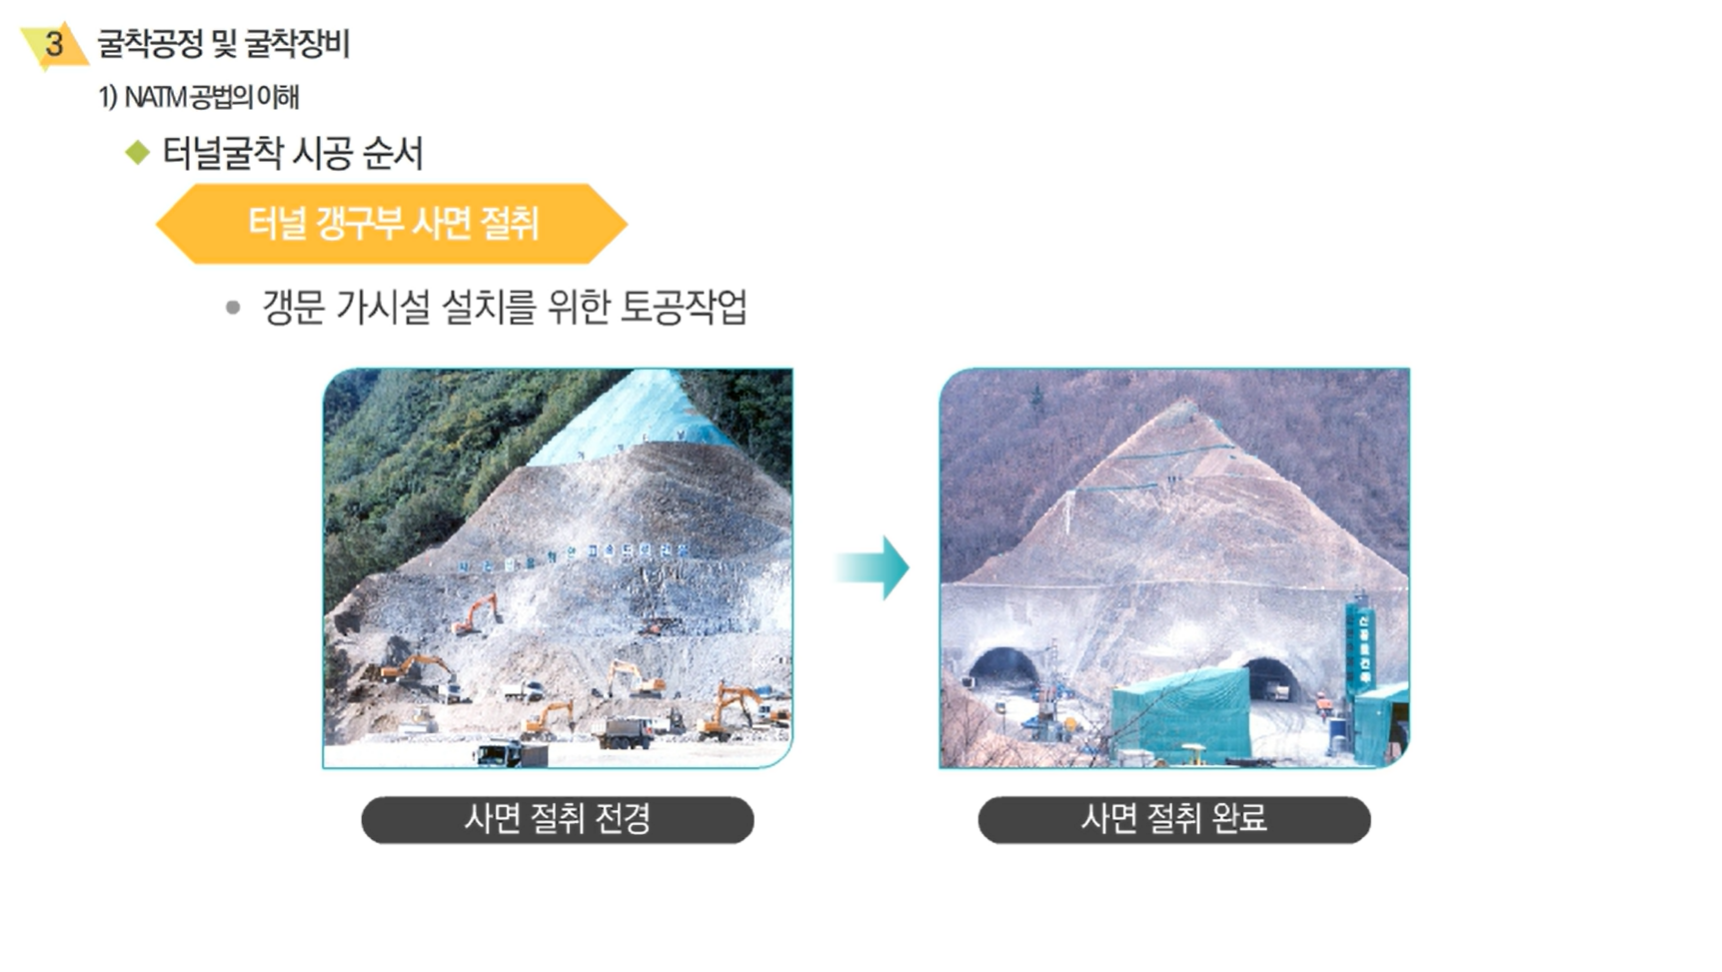 3 굴착공정 및 굴착장비
1) NATM 공법의 이해
터널굴착 시공 순서
터널 갱구부 사면 절취
갱문 가시설 설치를 위한 토공작업
사면 절취 전경
사면 절취 완료